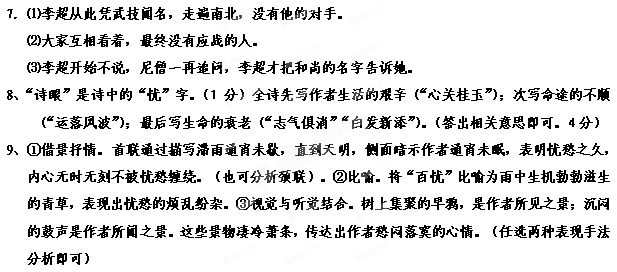 7．⑴李超从此凭武技闻名，走遍南北，没有他的对手。
⑵大家互相看着，最终没有应战的人。
⑶李超开始不说，尼僧一再追问，李超才把和尚的名字告诉她。
8、“诗眼”是诗中的“忧”字。（1 分）全诗先写作者生活的艰辛（“心关桂玉”）；次写命途的不顺
（“运落风波”）；最后写生命的衰老（“志气俱消”“白发新添”）。（答出相关意思即可。4 分）
9、①借景抒情。首联通过描写滞雨通宵未歇，直到天明，侧面暗示作者通宵未眠，表明忧愁之久，
内心无时无刻不被忧愁缠绕。（也可分析颈联）。②比喻。将“百忧”比喻为雨中生机勃勃滋生
的青草，表现出忧愁的烦乱纷杂。③视觉与听觉结合。树上集聚的早鸦，是作者所见之景；沉闷
的鼓声是作者所闻之景。这些景物凄冷萧条，传达出作者愁闷落寞的心情。（任选两种表现手法
分析即可）